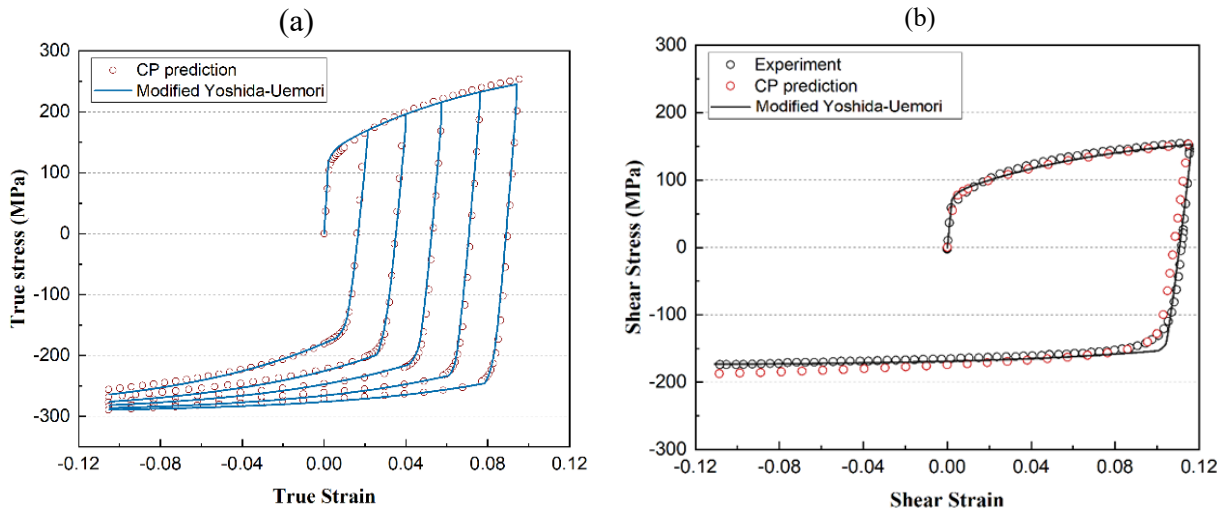 (a)
300
200
100
0
-100
-200
-300
True stress (MPa)
CP prediction
Modified Yoshida-Uemori
-0.12
-0.08
-0.04
0.00
0.04
0.08
0.12
True Strain
(b)
300
200
100
0
-100
-200
-300
Shear Stress (MPa)
Experiment
CP prediction
Modified Yoshida-Uemori
-0.12
-0.08
-0.04
0.00
0.04
0.08
0.12
Shear Strain